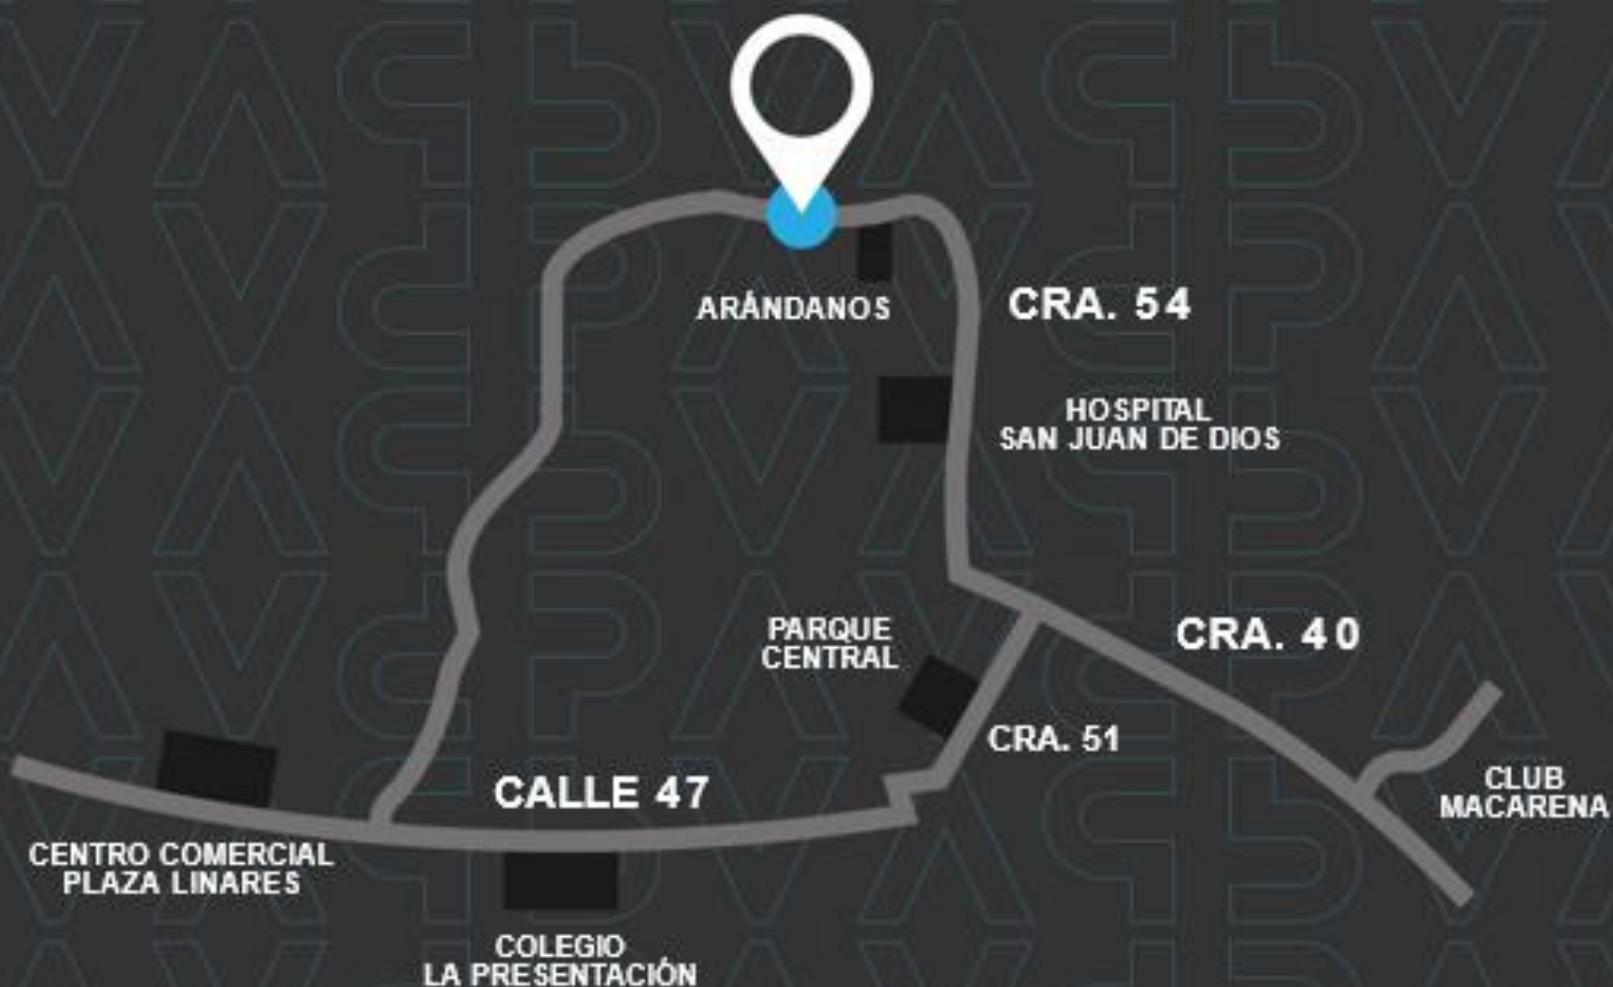 ARÁNDANOS
CRA. 54
HOSPITAL
SAN JUAN DE DIOS
PARQUE
CENTRAL
CRA. 40
CRA. 51
CALLE 47
CLUB
MACARENA
CENTRO COMERCIAL
PLAZA LINARES
COLEGIO
LA PRESENTACIÓN